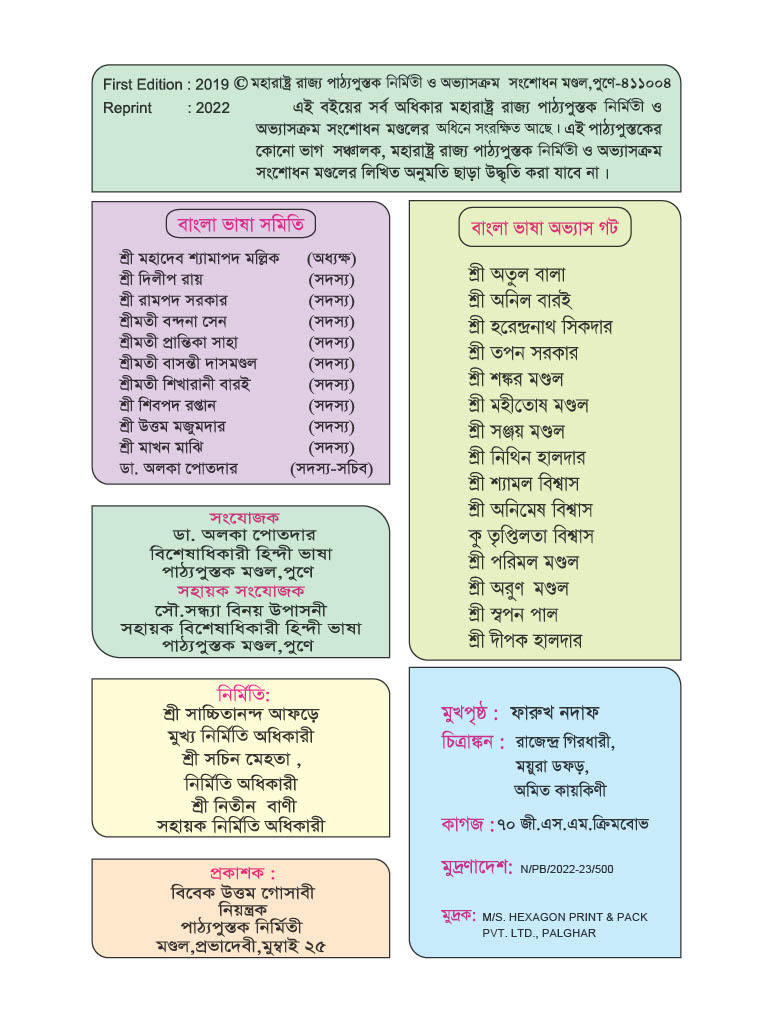 First Edition : 2019 © মহারাষ্ট্র রাজ্য পাঠ্যপুস্তক নির্মিতী ও অভ্যাসক্রম সংশোধন মণ্ডল,পুণে-৪১১০০৪
Reprint : 2022 এই বইয়ের সর্ব অধিকার মহারাষ্ট্র রাজ্য পাঠ্যপুস্তক নির্মিতী ও
অভ্যাসক্রম সংশোধন মণ্ডলের অধিনে সংরক্ষিত আছে। এই পাঠ্যপুস্তকের
কোনো ভাগ সঞ্চালক, মহারাষ্ট্র রাজ্য পাঠ্যপুস্তক নির্মিতী ও অভ্যাসক্রম
সংশোধন মণ্ডলের লিখিত অনুমতি ছাড়া উদ্ধৃতি করা যাবে না।
বাংলা ভাষা সমিতি
শ্রী মহাদেব শ্যামাপদ মল্লিক (অধ্যক্ষ)
শ্রী দিলীপ রায় (সদস্য)
শ্রী রামপদ সরকার (সদস্য)
শ্রীমতী বন্দনা সেন (সদস্য)
শ্রীমতী প্রান্তিকা সাহা (সদস্য)
শ্রীমতী বাসন্তী দাসমণ্ডল (সদস্য)
শ্রীমতী শিখারানী বারই (সদস্য)
শ্রী শিবপদ রপ্তান (সদস্য)
শ্রী উত্তম মজুমদার (সদস্য)
শ্রী মাখন মাঝি (সদস্য)
ডা. অলকা পোতদার (সদস্য-সচিব)
সংযোজক
ডা. অলকা পোতদার
বিশেষাধিকারী হিন্দী ভাষা
পাঠ্যপুস্তক মণ্ডল,পুণে
সহায়ক সংযোজক
সৌ.সন্ধ্যা বিনয় উপাসনী
সহায়ক বিশেষাধিকারী হিন্দী ভাষা
পাঠ্যপুস্তক মণ্ডল,পুণে
নির্মিতি:
শ্রী সাচ্চিতানন্দ আফড়ে
মুখ্য নির্মিতি অধিকারী
শ্রী সচিন মেহতা ,
নির্মিতি অধিকারী
শ্রী নিতীন বাণী
সহায়ক নির্মিতি অধিকারী
প্রকাশক :
বিবেক উত্তম গোসাবী
নিয়ন্ত্রক
পাঠ্যপুস্তক নির্মিতী
মণ্ডল,প্রভাদেবী,মুম্বাই ২৫
বাংলা ভাষা অভ্যাস গট
শ্রী অতুল বালা
শ্রী অনিল বারই
শ্রী হরেন্দ্রনাথ সিকদার
শ্রী তপন সরকার
শ্রী শঙ্কর মণ্ডল
শ্রী মহীতোষ মণ্ডল
শ্রী সঞ্জয় মণ্ডল
শ্রী নিথিন হালদার
শ্রী শ্যামল বিশ্বাস
শ্রী অনিমেষ বিশ্বাস
কু তৃপ্তিলতা বিশ্বাস
শ্রী পরিমল মণ্ডল
শ্রী অরুণ মণ্ডল
শ্রী স্বপন পাল
শ্রী দীপক হালদার
মুখপৃষ্ঠ : ফারুখ নদাফ
চিত্রাঙ্কন : রাজেন্দ্র গিরধারী,
ময়ুরা ডফড়,
অমিত কায়কিণী
কাগজ :৭০ জী.এস.এম.ক্রিমবোভ
মুদ্রণাদেশ: N/PB/2022-23/500
মুদ্রক: M/S. HEXAGON PRINT & PACK
PVT. LTD., PALGHAR